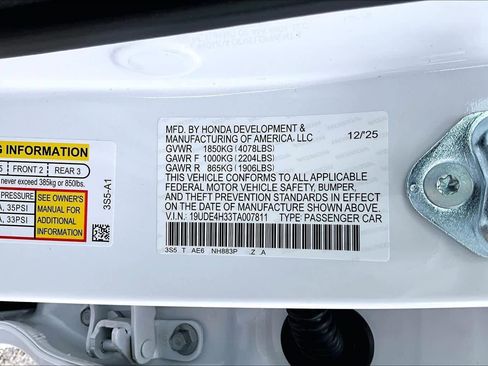 MFD. BY HONDA DEVELOPMENT &
MANUFACTURING OF AMERICA, LLC 12/25
GVWR 1850KG (4078LBS)
GAWR F 1000KG (2204LBS)
GAWR R 865KG (1906LBS)
THIS VEHICLE CONFORMS TO ALL APPLICABLE
FEDERAL MOTOR VEHICLE SAFETY, BUMPER,
AND THEFT PREVENTION STANDARDS IN EFFECT
ON THE DATE OF MANUFACTURE SHOWN ABOVE.
V.I.N: 19UDE4H33TA007811 TYPE: PASSENGER CAR
3S5 T AE6 NH883P Z A
G INFORMATION
5 FRONT 2 REAR 3
never exceed 385kg or 850lbs.
PRESSURE
A, 35PSI
A, 33PSI
SEE OWNER'S
MANUAL FOR
ADDITIONAL
INFORMATION
3S5-A1